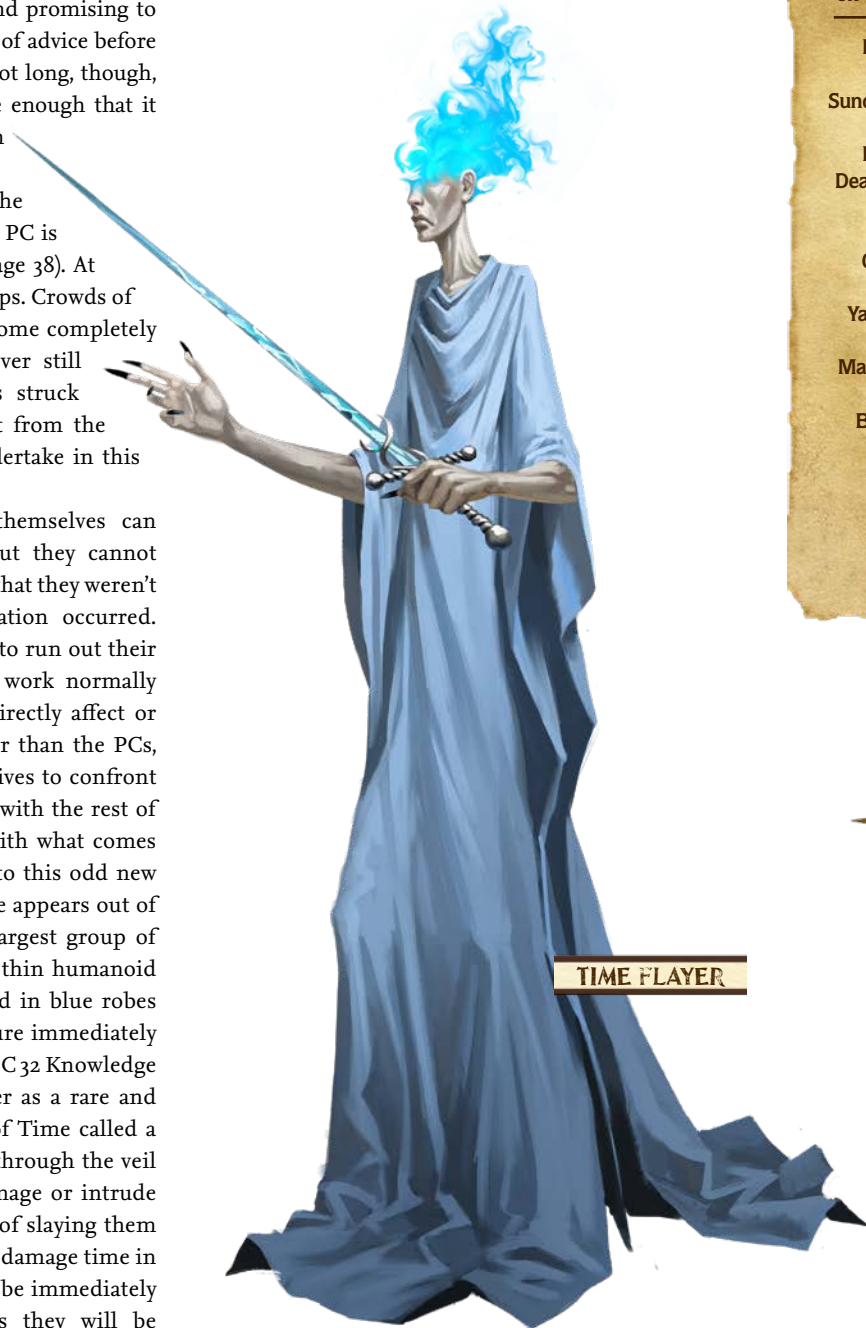 nd promising to
of advice before
ot long, though,
e enough that it
n
he
PC is
ge 38). At
ps. Crowds of
ome completely
ver still
s struck
t from the
dertake in this
themselves can
ut they cannot
hat they weren't
ation occurred.
to run out their
work normally
irectly affect or
r than the PCs,
ives to confront
with the rest of
ith what comes
to this odd new
e appears out of
argest group of
thin humanoid
d in blue robes
ure immediately
C 32 Knowledge
er as a rare and
of Time called a
through the veil
mage or intrude
of slaying them
damage time in
be immediately
s they will be
TIME FLAYER
Sund
Dea
Ya
Ma
B